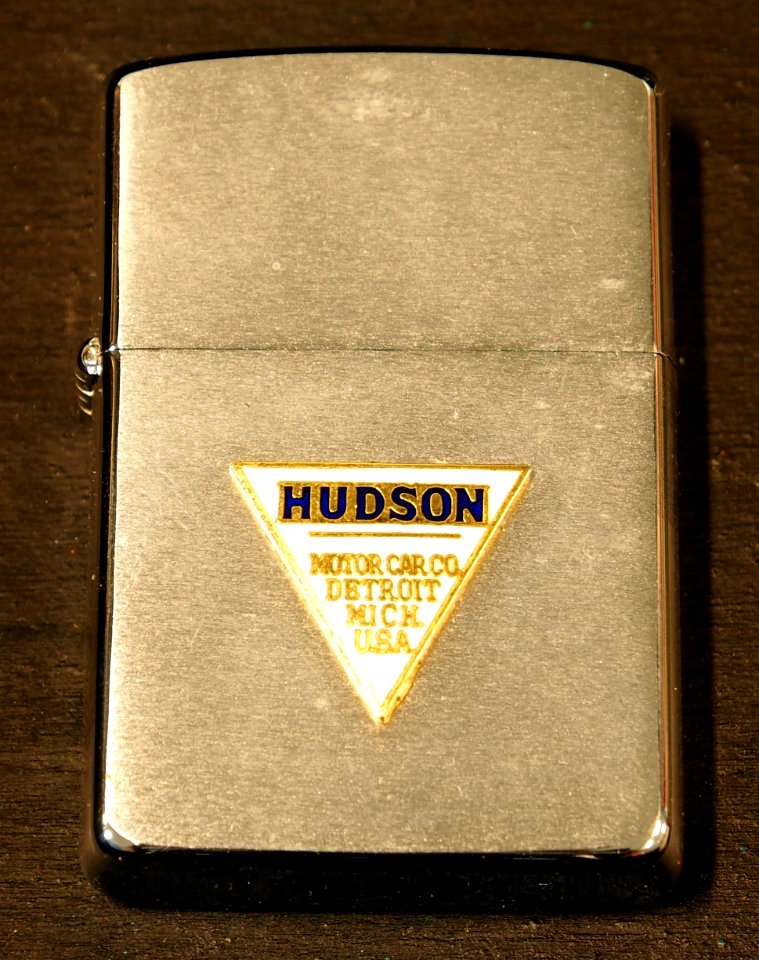 HUDSON
MOTOR CAR CO.
DETROIT
MICH.
U.S.A.